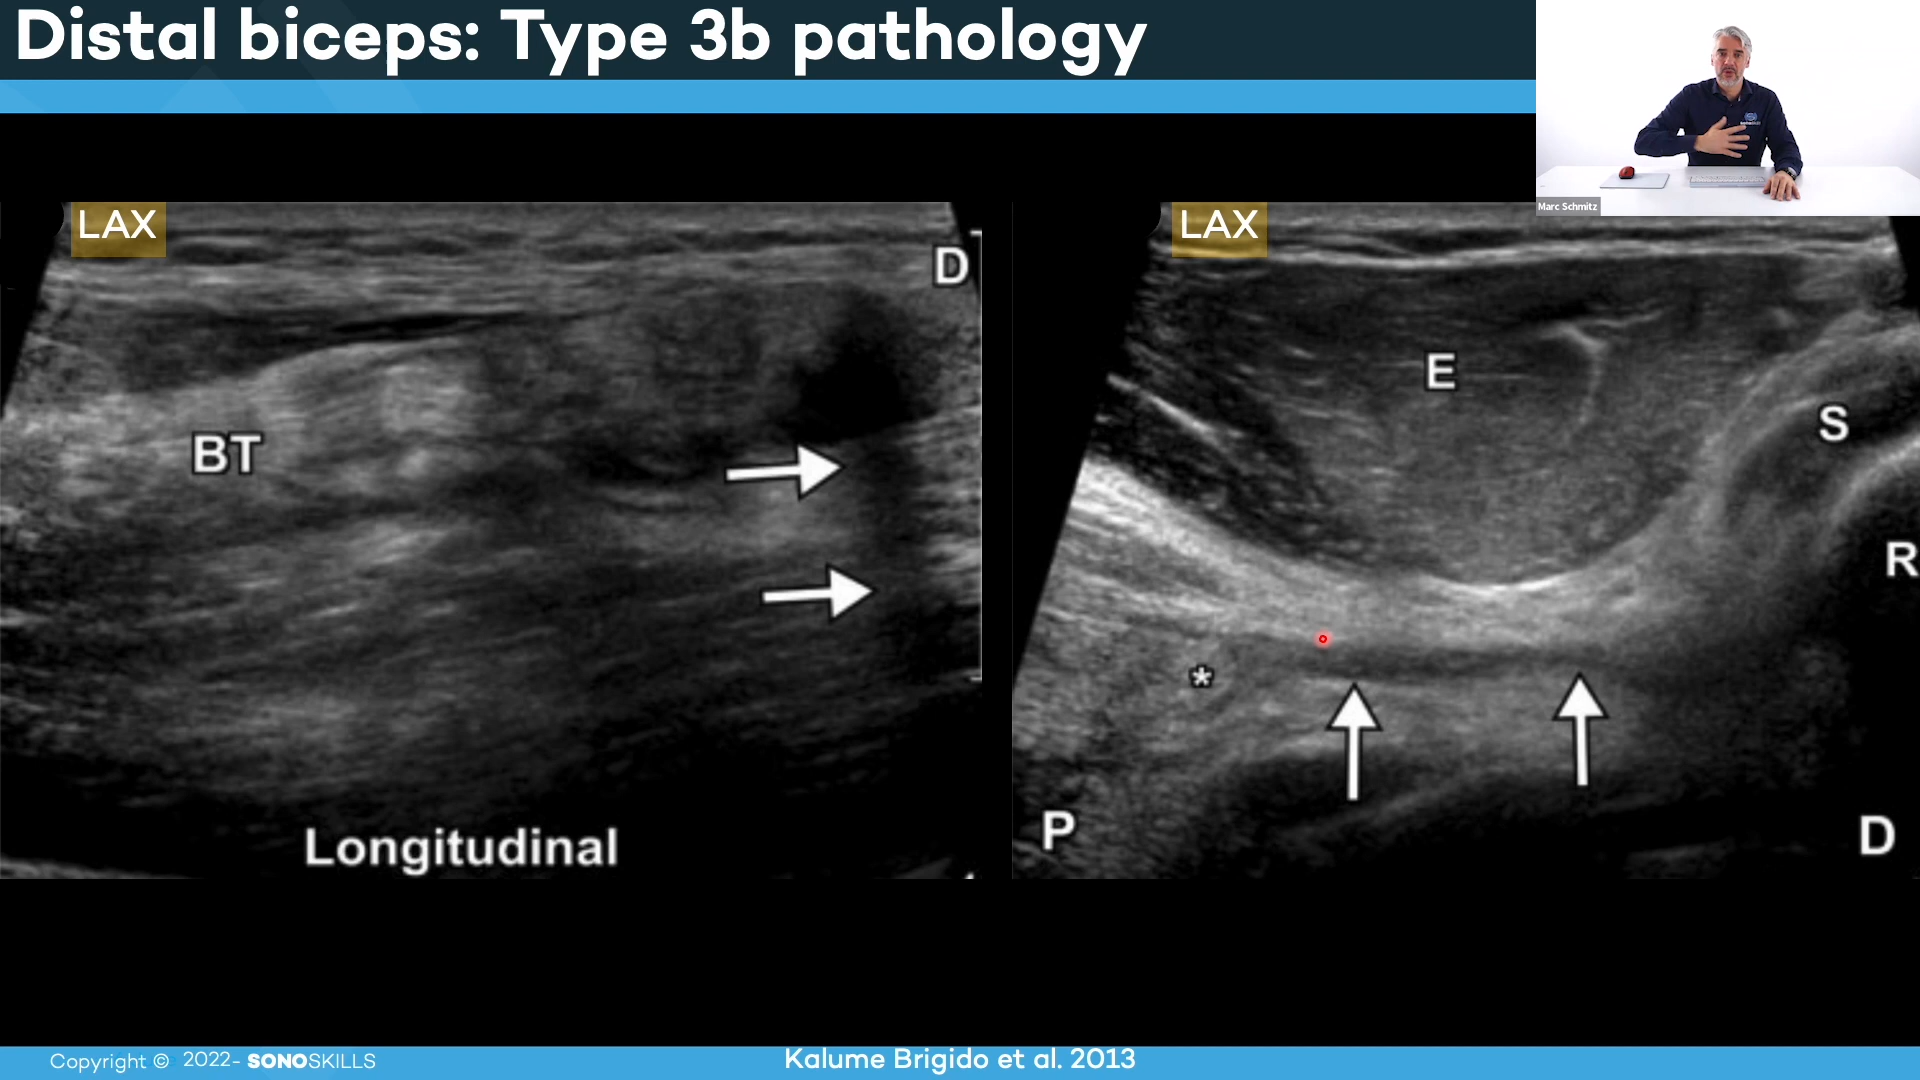 Distal biceps: Type 3b pathology
Marc Schmitz
LAX
D
BT
Longitudinal
LAX
E
S
R
*
P
D
Copyright © 2022- SONOSKILLS
Kalume Brigido et al. 2013